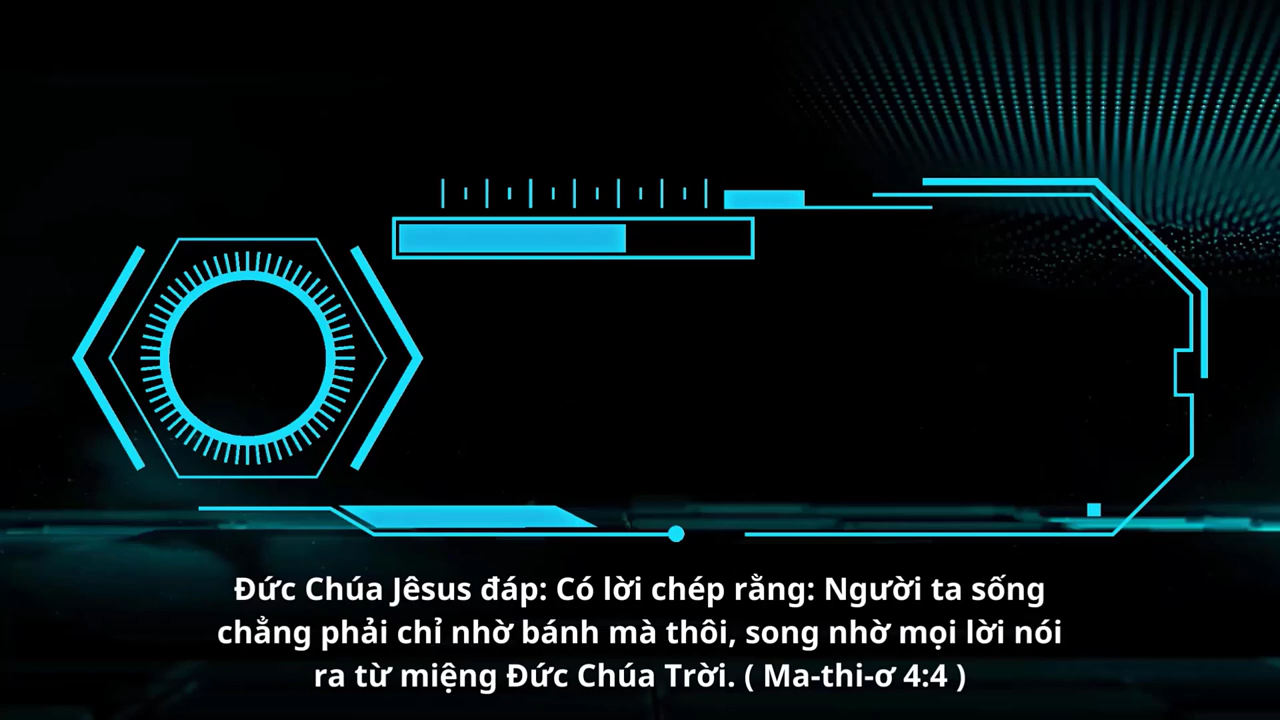 Đức Chúa Jêsus đáp: Có lời chép rằng: Người ta sống
chẳng phải chỉ nhờ bánh mà thôi, song nhờ mọi lời nói
ra từ miệng Đức Chúa Trời. ( Ma-thi-ơ 4:4 )